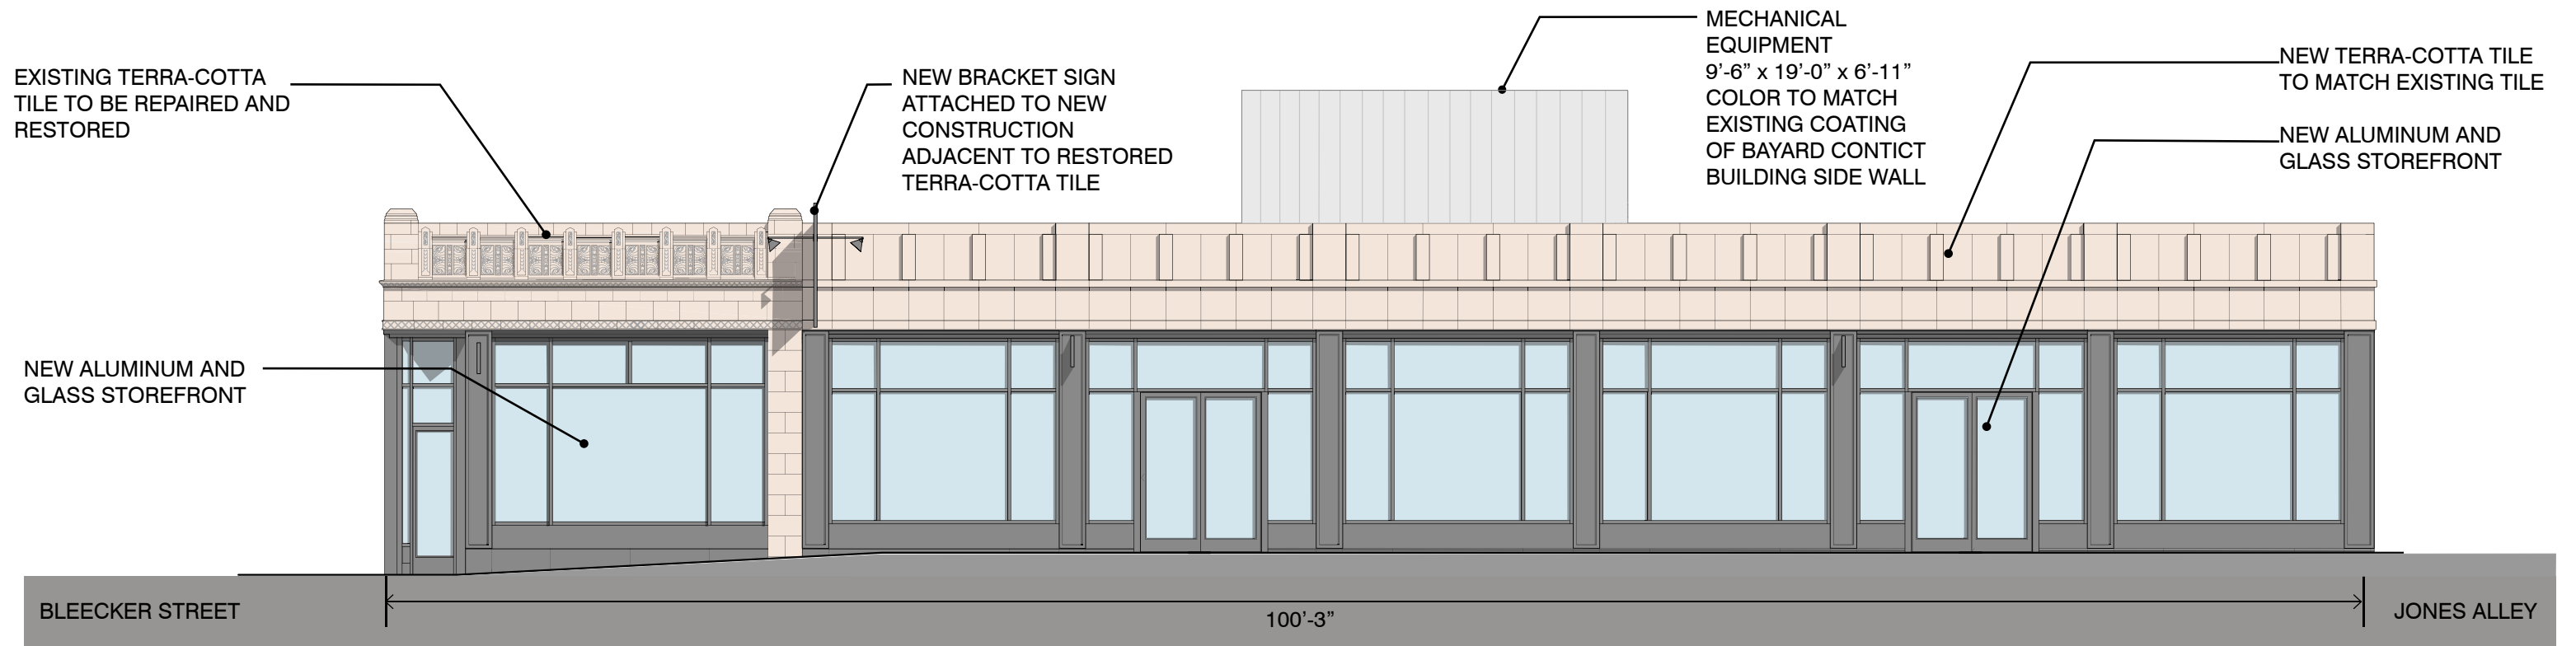 EXISTING TERRA-COTTA
TILE TO BE REPAIRED AND
RESTORED
NEW BRACKET SIGN
ATTACHED TO NEW
CONSTRUCTION
ADJACENT TO RESTORED
TERRA-COTTA TILE
MECHANICAL
EQUIPMENT
9’-6” x 19’-0” x 6’-11”
COLOR TO MATCH
EXISTING COATING
OF BAYARD CONTICT
BUILDING SIDE WALL
NEW TERRA-COTTA TILE
TO MATCH EXISTING TILE
NEW ALUMINUM AND
GLASS STOREFRONT
NEW ALUMINUM AND
GLASS STOREFRONT
BLEECKER STREET
100’-3”
JONES ALLEY